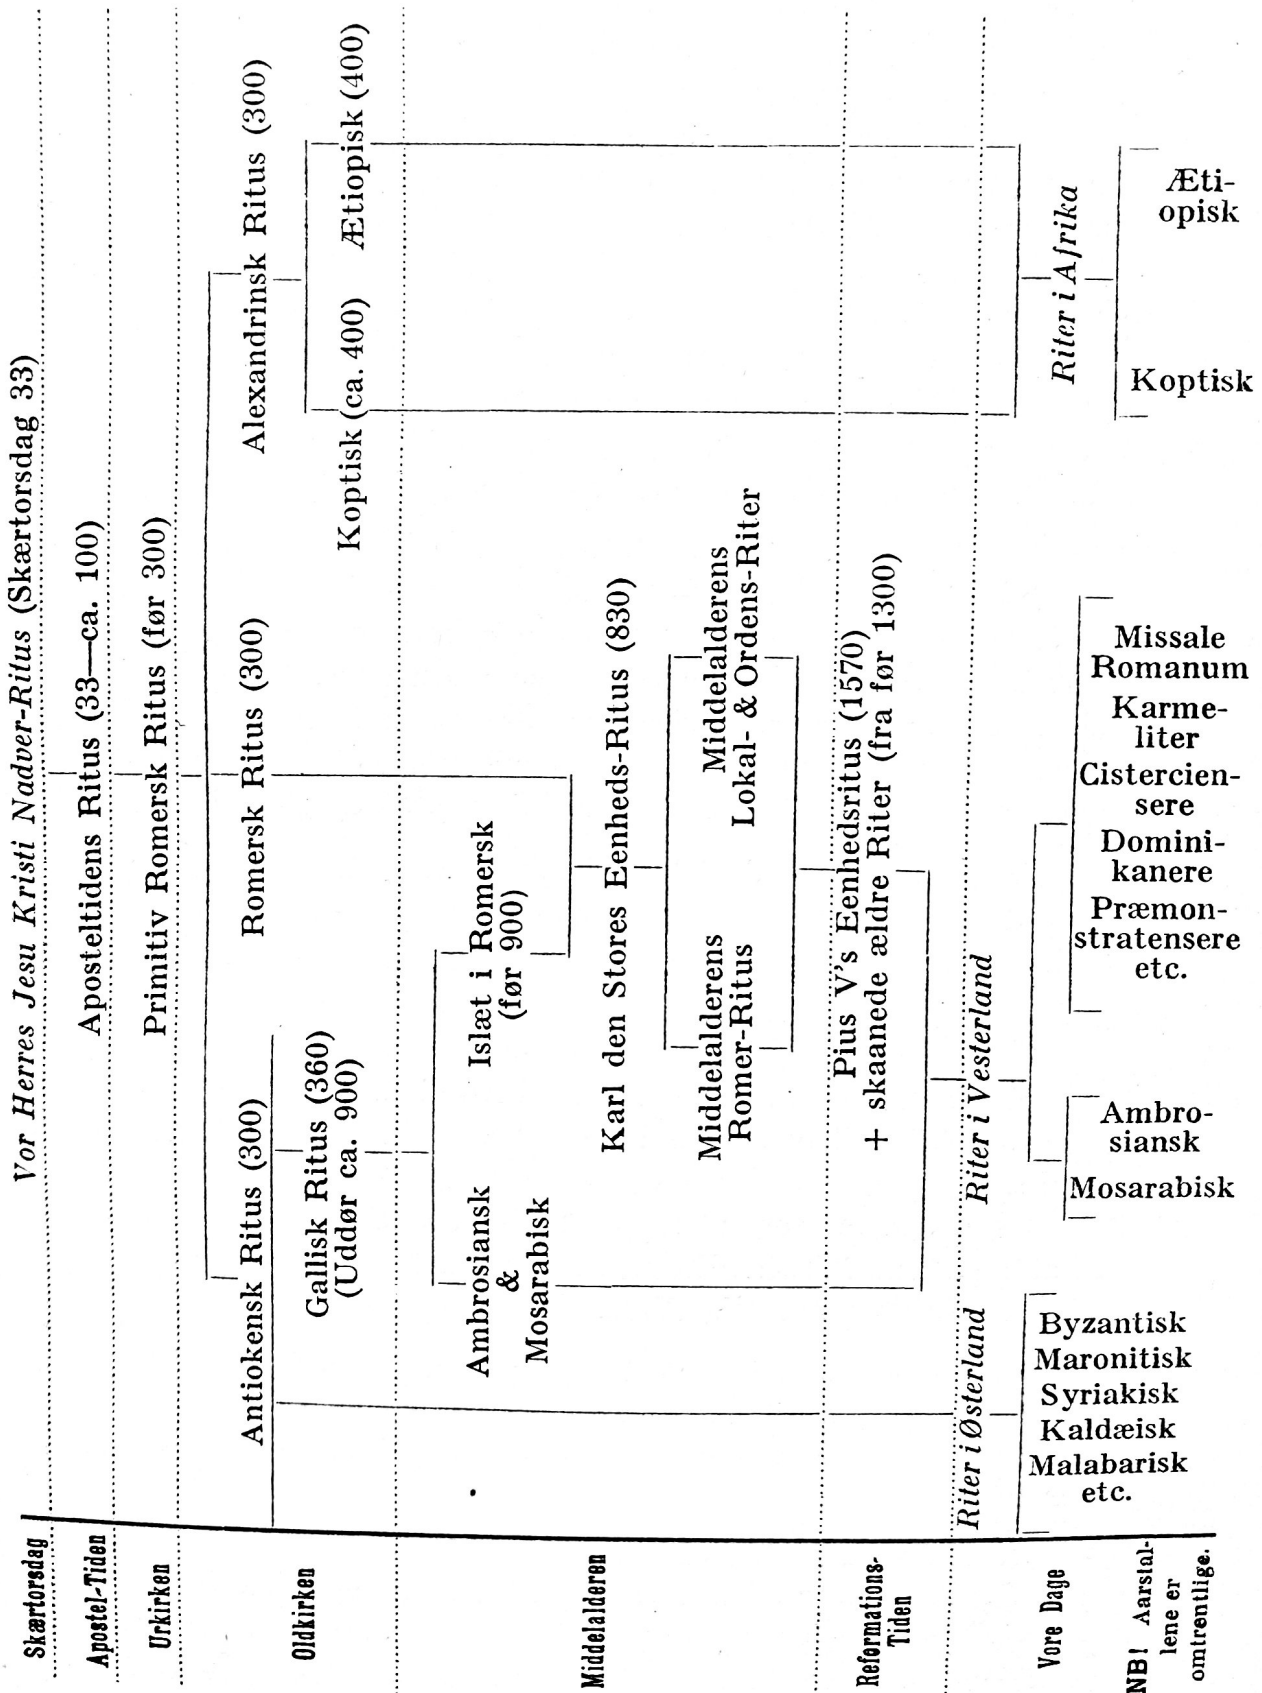 Skærtorsdag
Vor Herres Jesu Kristi Nadver-Ritus (Skærtorsdag 33)
Apostel-Tiden
Aposteltidens Ritus (33—ca. 100)
Urkirken
Primitiv Romersk Ritus (før 300)
Oldkirken
Antiokensk Ritus (300)
Romersk Ritus (300)
Alexandrinsk Ritus (300)
Gallisk Ritus (360)
(Uddør ca. 900)
Koptisk (ca. 400)
Ætiopisk (400)
Middelalderen
Ambrosiansk
&
Mosarabisk
Islæt i Romersk
(før 900)
Karl den Stores Eenheds-Ritus (830)
Middelalderens
Romer-Ritus
Middelalderens
Lokal- & Ordens-Riter
Reformations-
Tiden
Pius V's Eenhedsritus (1570)
+ skaanede ældre Riter (fra før 1300)
Vore Dage
Riter i Østerland
Riter i Vesterland
Riter i Afrika
Byzantisk
Maronitisk
Syriakisk
Kaldæisk
Malabarisk
etc.
Mosarabisk
Ambro-
siansk
Missale
Romanum
Karme-
liter
Cistercien-
sere
Domini-
kanere
Præmon-
stratensere
etc.
Koptisk
Æti-
opisk
NB! Aarstal-
lene er
omtrentlige.